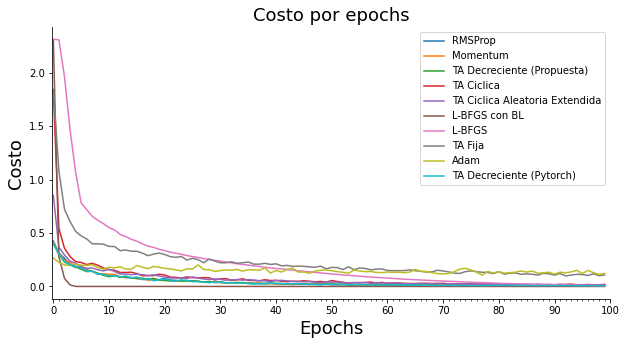 Costo por epochs
RMSProp
Momentum
TA Decreciente (Propuesta)
TA Ciclica
TA Ciclica Aleatoria Extendida
L-BFGS con BL
L-BFGS
TA Fija
Adam
TA Decreciente (Pytorch)
Costo
2.0
1.5
1.0
0.5
0.0
0 10 20 30 40 50 60 70 80 90 100
Epochs